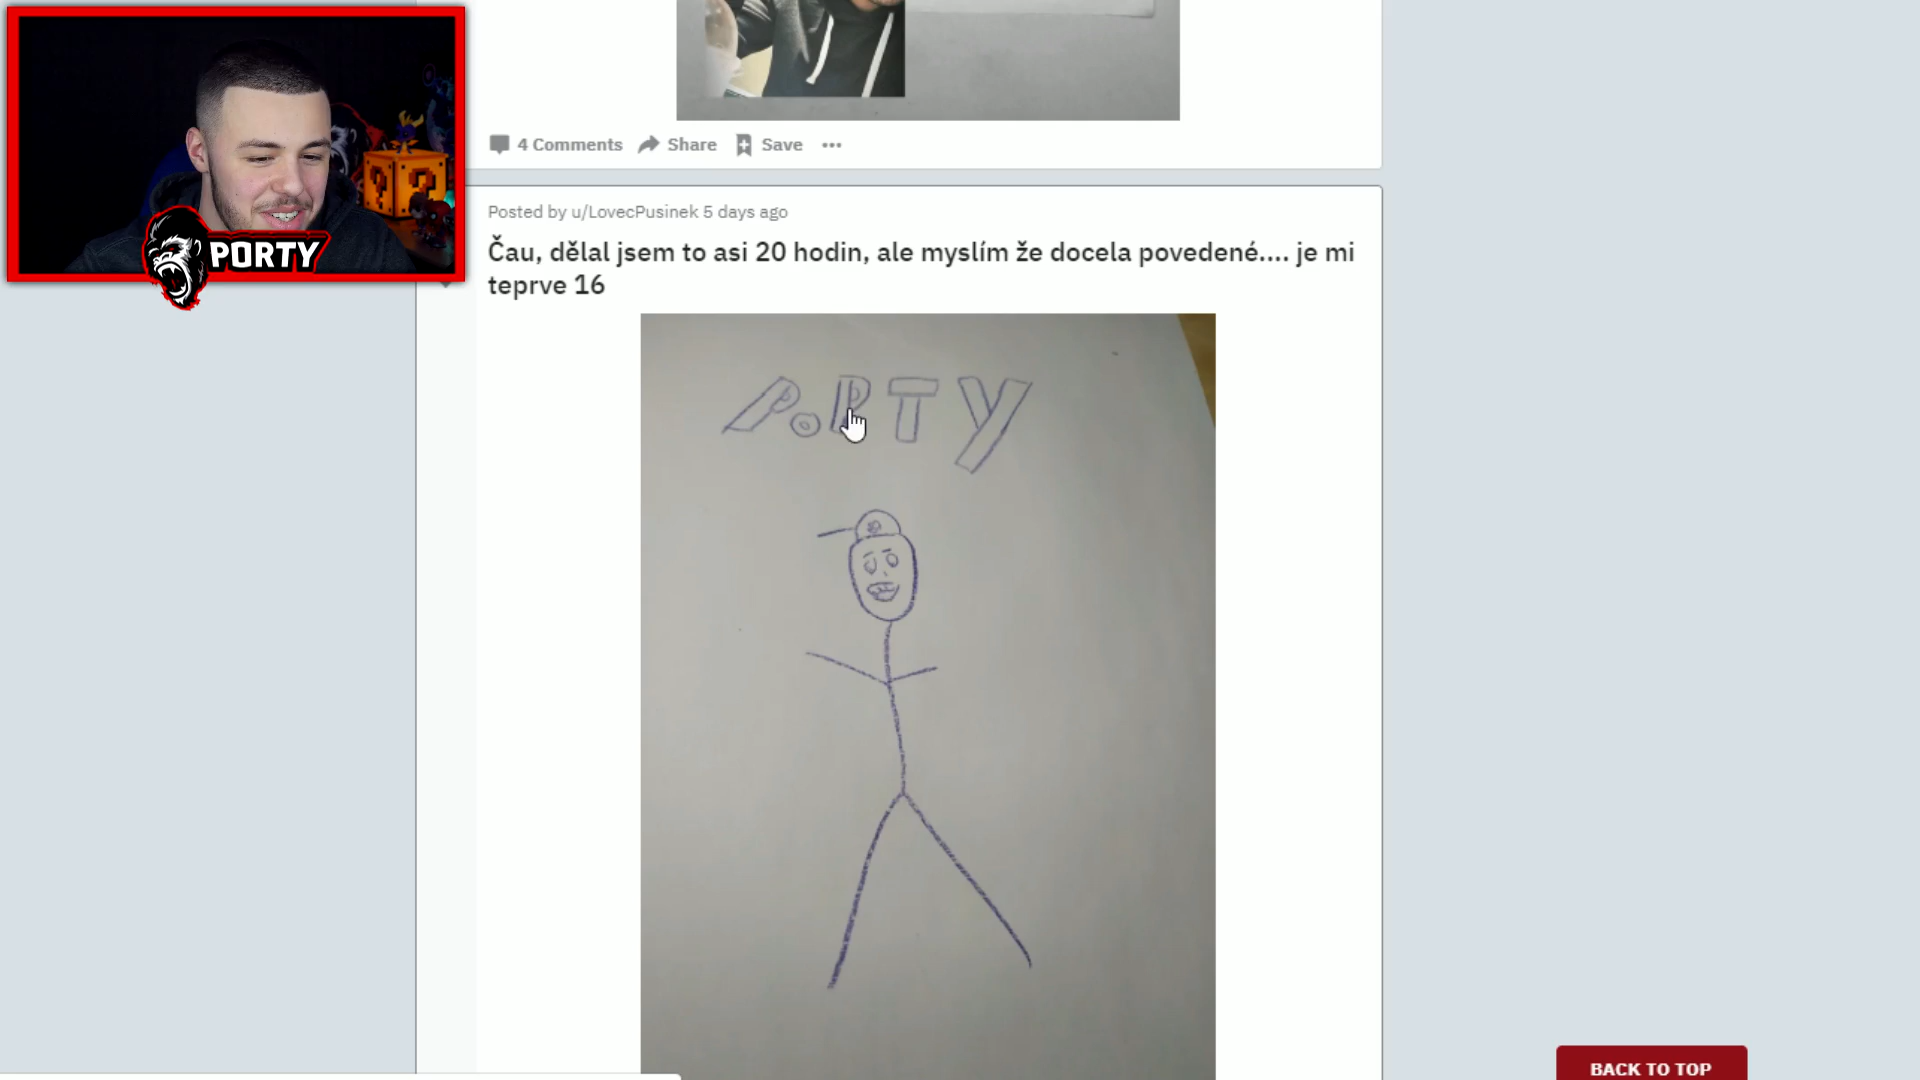 PORTY
4 Comments Share Save
Posted by u/LovecPusinek 5 days ago
Čau, dělal jsem to asi 20 hodin, ale myslím že docela povedené.... je mi
teprve 16
PORTY
BACK TO TOP